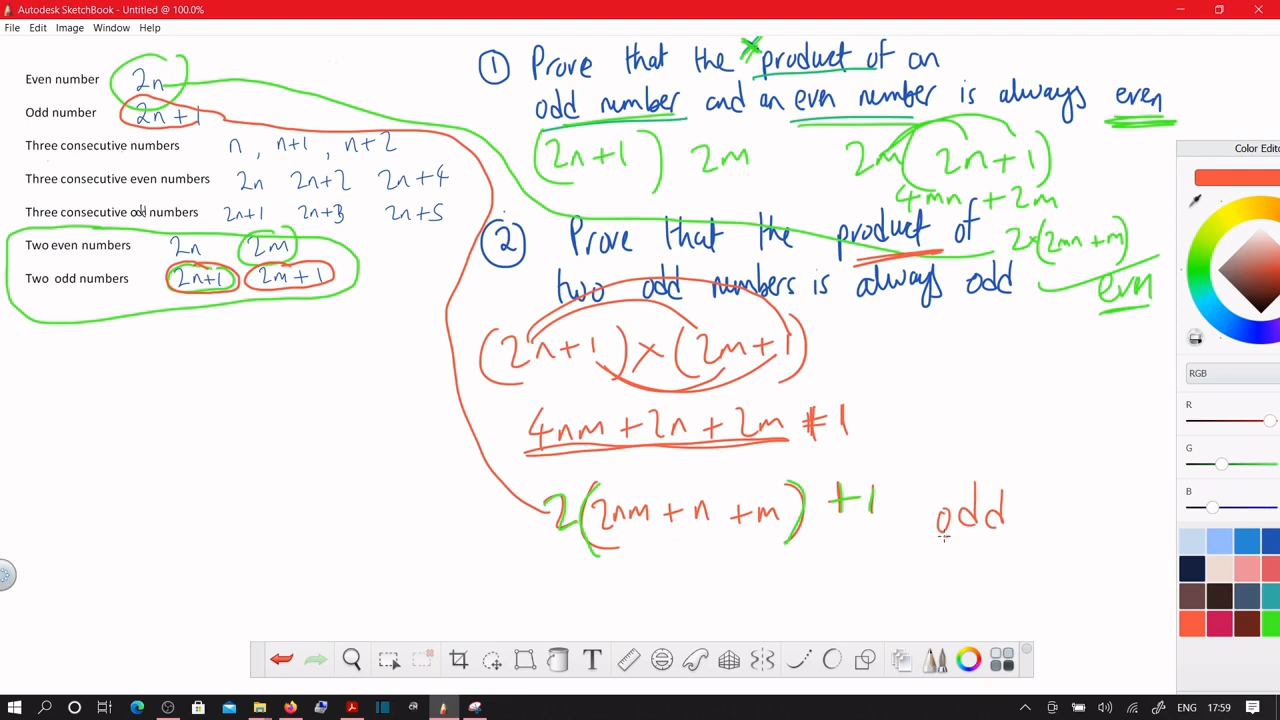 Autodesk SketchBook @ 100.0%
File Edit Image Window Help
Even number 2n
Odd number 2n+1
Three consecutive numbers n, n+1, n+2
Three consecutive even numbers 2n 2n+2 2n+4
Three consecutive odd numbers 2n+1 2n+3 2n+5
Two even numbers 2n 2m
Two odd numbers 2n+1 2m+1
① Prove that the × product of an
odd number and an even number is always even
(2n+1) 2m 2m(2n+1)
4mn + 2m
2×(2mn+m)
even
② Prove that the product of
two odd numbers is always odd
(2n+1)×(2m+1)
4nm + 2n + 2m + 1
2(2nm + n + m) + 1 odd
Color Edito
RGB
R
G
B
ENG 17:59